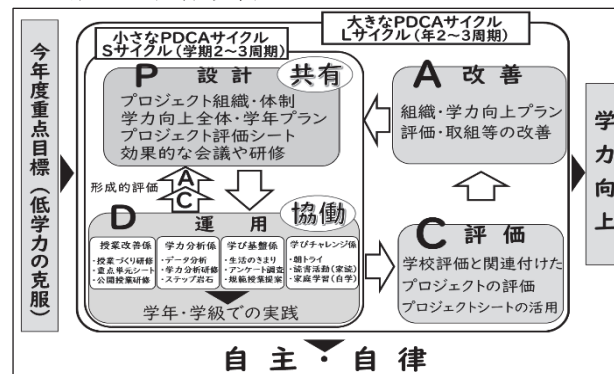 今年度重点目標(低学力の克服)
小さなPDCAサイクル
Sサイクル(学期2~3周期)
大きなPDCAサイクル
Lサイクル(年2~3周期)
P 設計
共有
プロジェクト組織・体制
学力向上全体・学年プラン
プロジェクト評価シート
効果的な会議や研修
A 改善
組織・学力向上プラン
評価・取組等の改善
形成的評価
A
C
D 運用
協働
授業改善係
・授業づくり研修
・重点単元シート
・公開授業研修
学力分析係
・データ分析
・学力分析研修
・ステップ岩石
学び基盤係
・生活のきまり
・アンケート調査
・規範授業提案
学びチャレンジ係
・朝トライ
・読書活動(家読)
・家庭学習(自学)
学年・学級での実践
C 評価
学校評価と関連付けた
プロジェクトの評価
プロジェクトシートの活用
学力向上
自主・自律